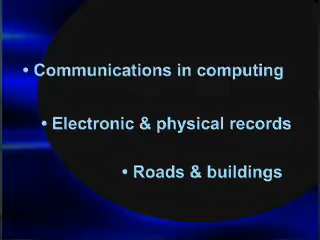 • Communications in computing
• Electronic & physical records
• Roads & buildings